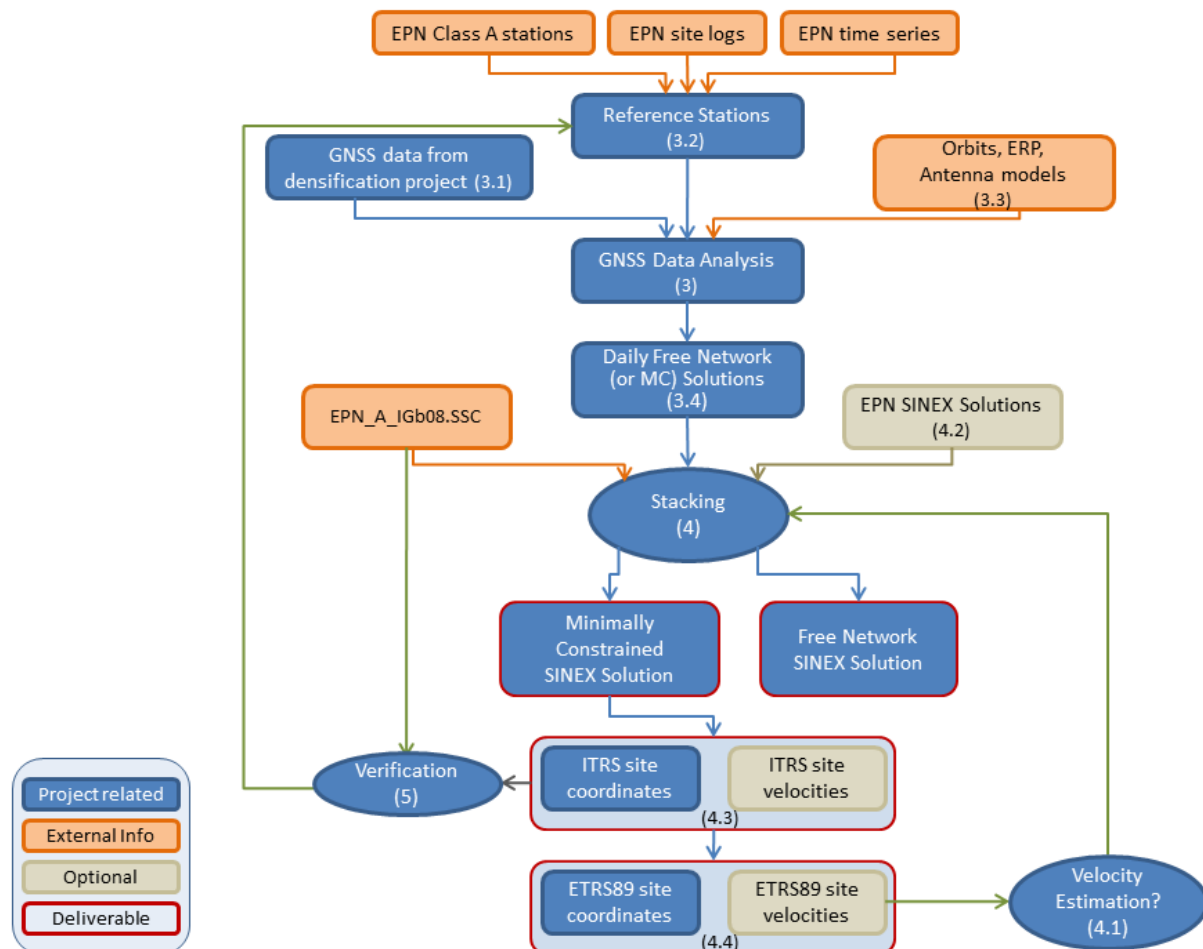 EPN Class A stations
EPN site logs
EPN time series
Reference Stations
(3.2)
GNSS data from
densification project (3.1)
Orbits, ERP,
Antenna models
(3.3)
GNSS Data Analysis
(3)
Daily Free Network
(or MC) Solutions
(3.4)
EPN_A_IGb08.SSC
EPN SINEX Solutions
(4.2)
Stacking
(4)
Minimally
Constrained
SINEX Solution
Free Network
SINEX Solution
ITRS site
coordinates
ITRS site
velocities
(4.3)
Verification
(5)
ETRS89 site
coordinates
ETRS89 site
velocities
(4.4)
Velocity
Estimation?
(4.1)
Project related
External Info
Optional
Deliverable